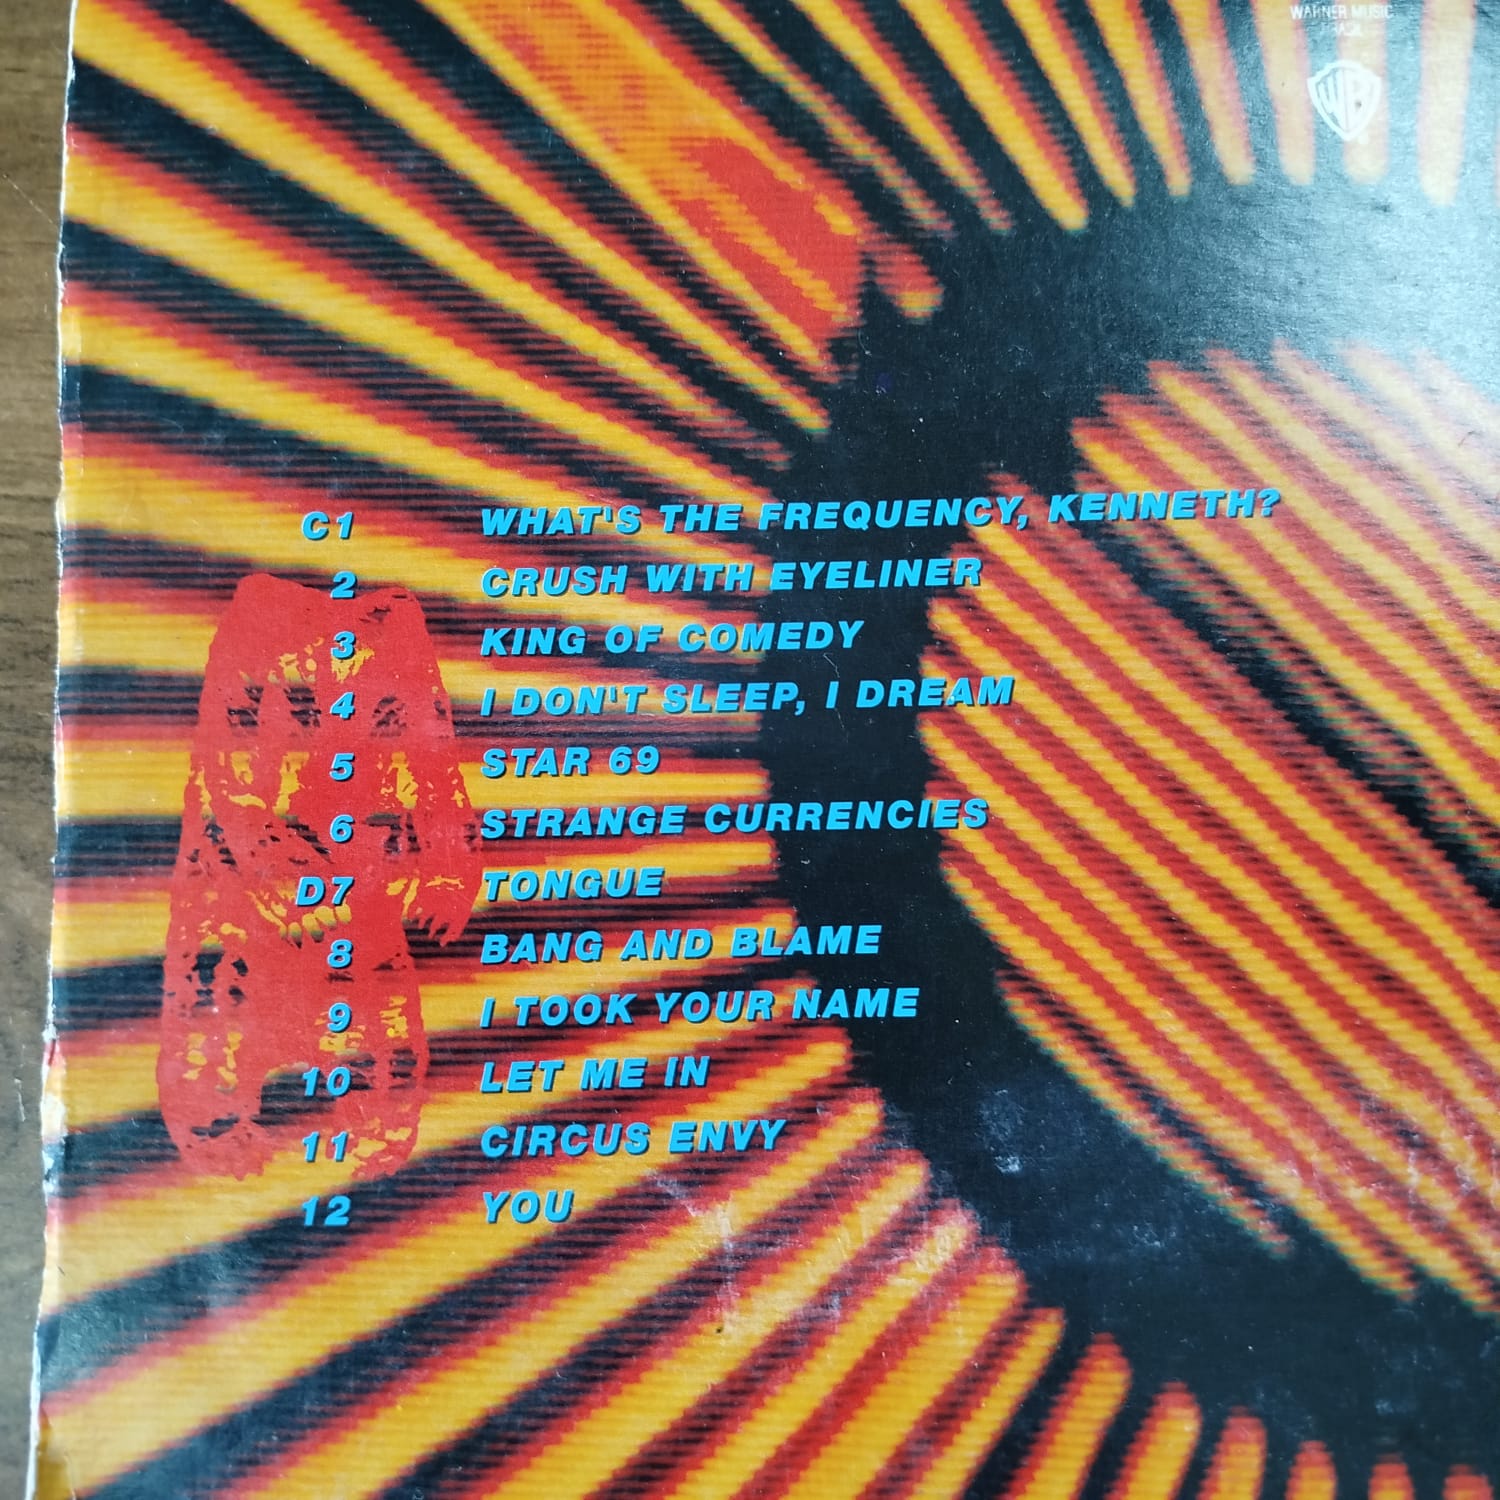 WARNER MUSIC
WB
C1 WHAT'S THE FREQUENCY, KENNETH?
2 CRUSH WITH EYELINER
3 KING OF COMEDY
4 I DON'T SLEEP, I DREAM
5 STAR 69
6 STRANGE CURRENCIES
D7 TONGUE
8 BANG AND BLAME
9 I TOOK YOUR NAME
10 LET ME IN
11 CIRCUS ENVY
12 YOU